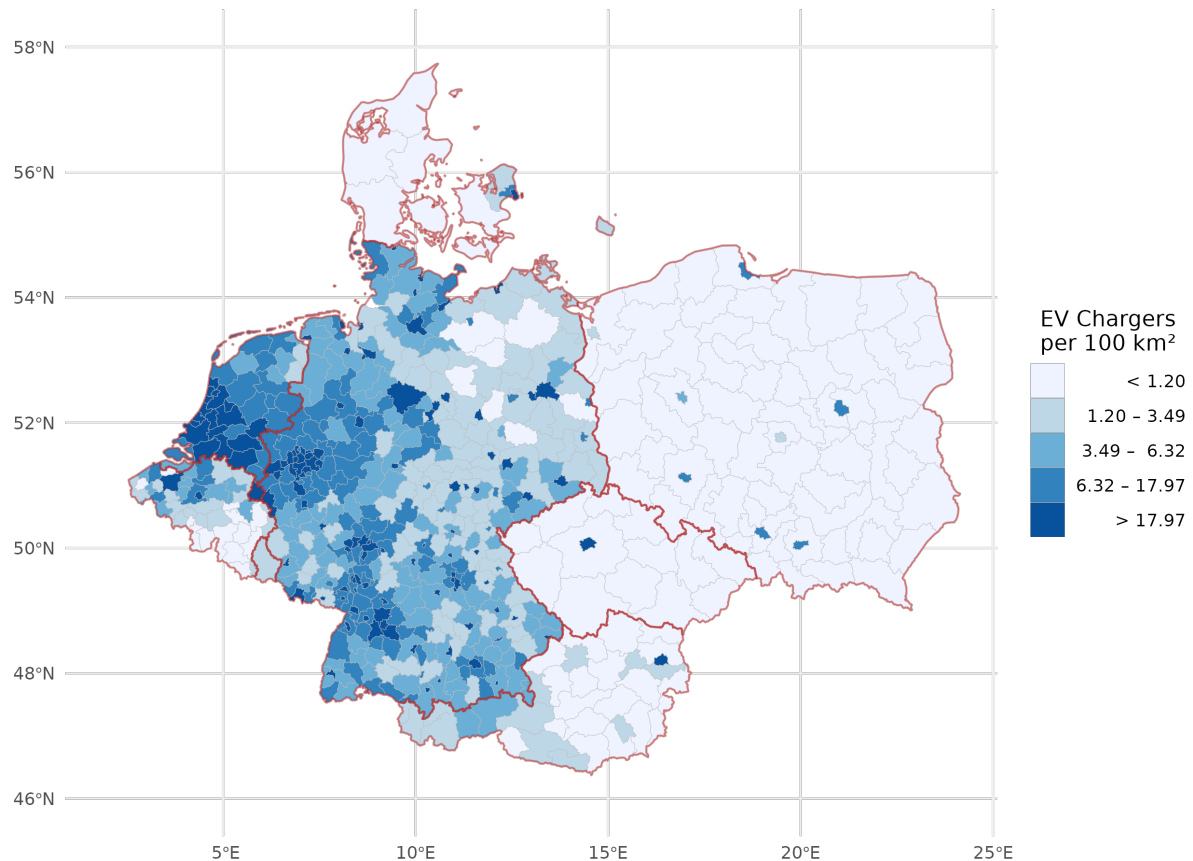 58°N
56°N
54°N
52°N
50°N
48°N
46°N
5°E
10°E
15°E
20°E
25°E
EV Chargers
per 100 km²
< 1.20
1.20 – 3.49
3.49 – 6.32
6.32 – 17.97
> 17.97